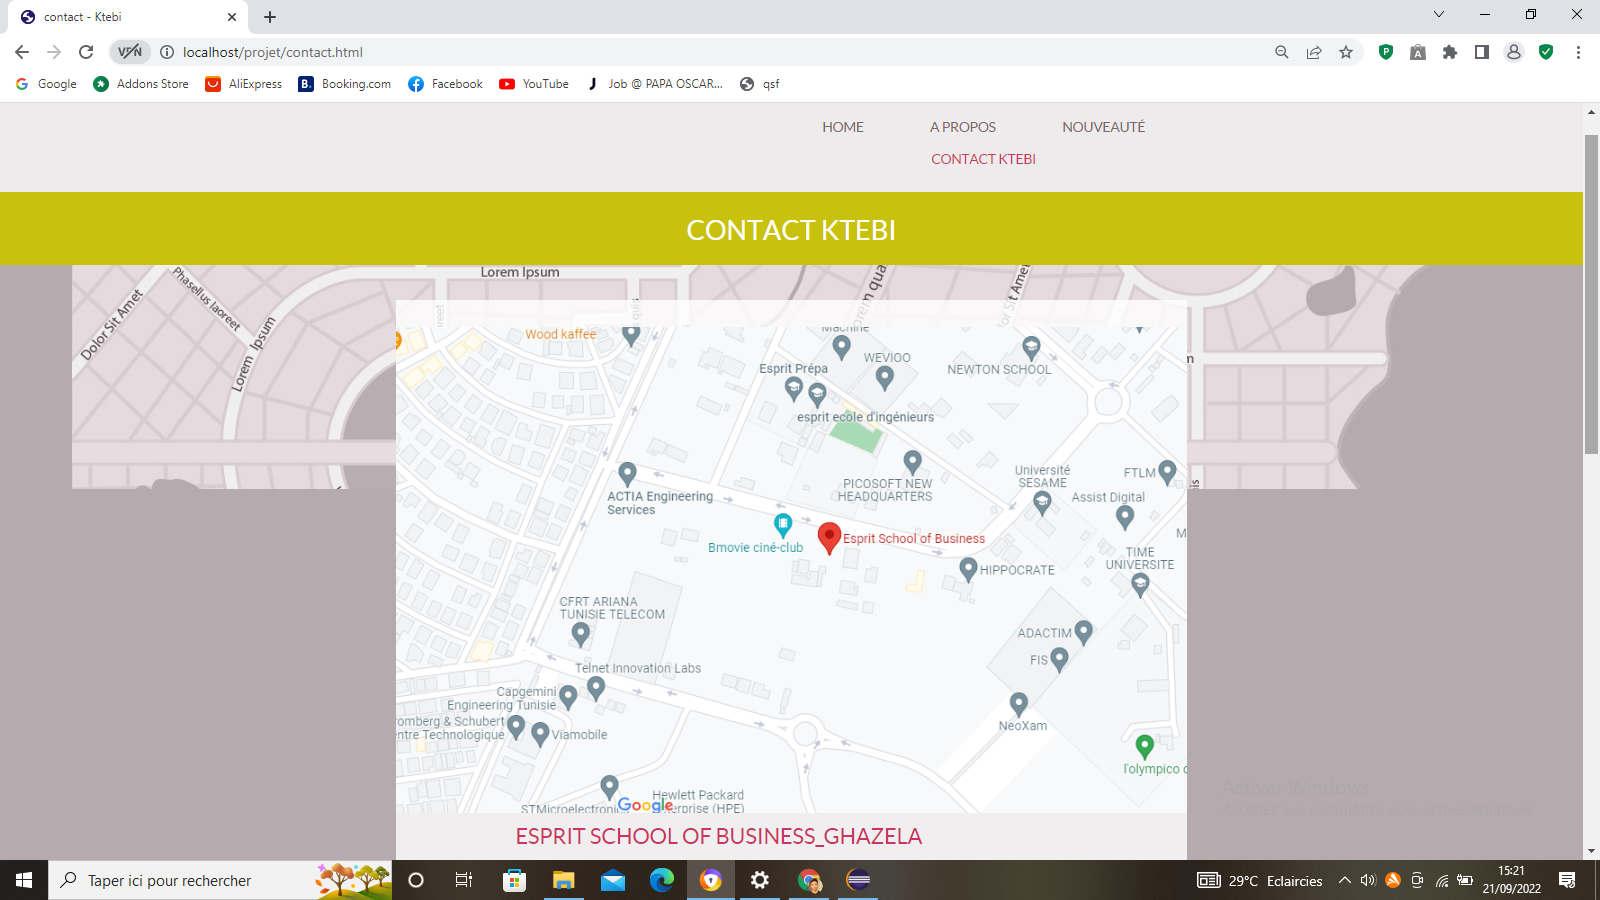 contact - Ktebi
VPN
localhost/projet/contact.html
Google
Addons Store
AliExpress
Booking.com
Facebook
YouTube
Job @ PAPA OSCAR...
qsf
HOME
A PROPOS
NOUVEAUTÉ
CONTACT KTEBI
CONTACT KTEBI
Phasellus laoreet
Lorem Ipsum
Dolor Sit Amet
Lorem Ipsum
Wood kaffee
Machine
WEVIOO
Esprit Prépa
NEWTON SCHOOL
esprit ecole d'ingénieurs
PICOSOFT NEW
HEADQUARTERS
Université
SESAME
FTLM
Assist Digital
ACTIA Engineering
Services
Bmovie ciné-club
Esprit School of Business
TIME
UNIVERSITE
HIPPOCRATE
CFRT ARIANA
TUNISIE TELECOM
ADACTIM
FIS
Telnet Innovation Labs
Capgemini
Engineering Tunisie
romberg & Schubert
ntre Technologique
Viamobile
NeoXam
l'olympico
Hewlett Packard
erprise (HPE)
STMicroelectronic
Google
Activer Windows
Accédez aux paramètres pour activer Windows.
ESPRIT SCHOOL OF BUSINESS_GHAZELA
Taper ici pour rechercher
29°C Eclaircies
15:21
21/09/2022